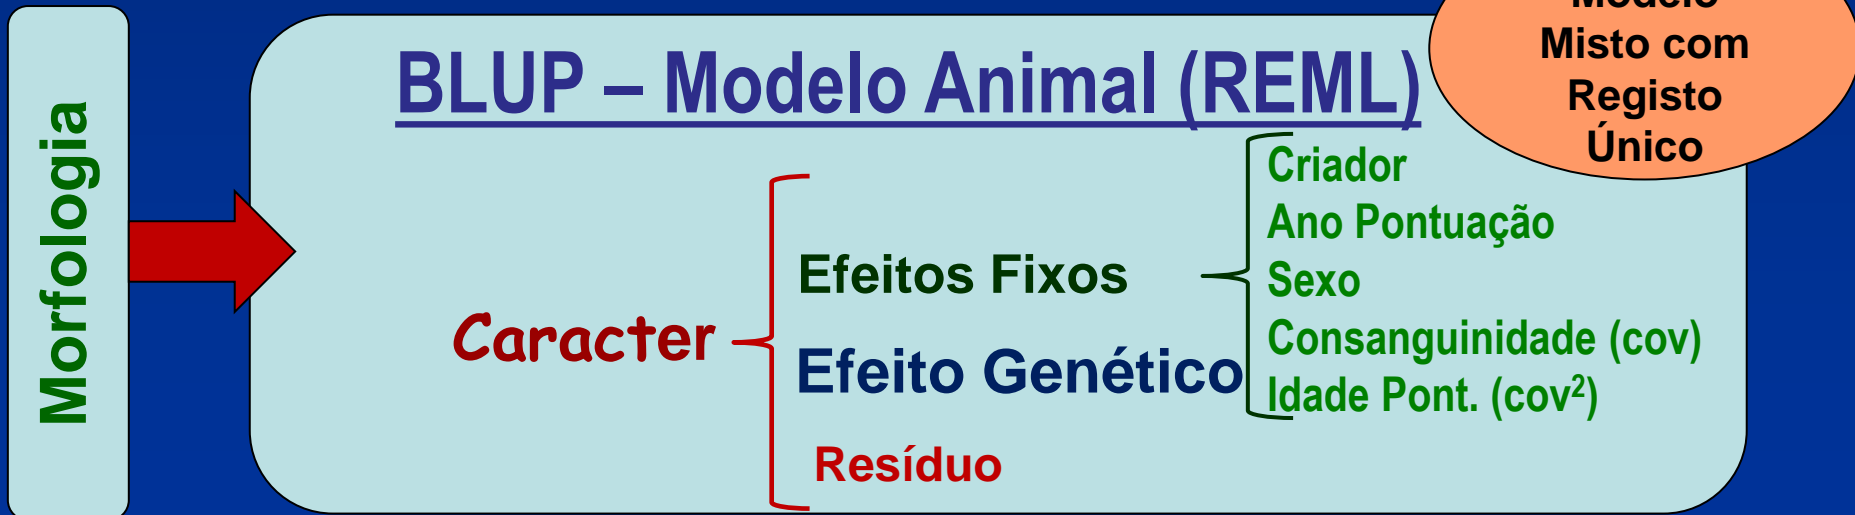 Morfologia
BLUP – Modelo Animal (REML)
Modelo
Misto com
Registo
Único
Caracter
Efeitos Fixos
Efeito Genético
Resíduo
Criador
Ano Pontuação
Sexo
Consanguinidade (cov)
Idade Pont. (cov²)